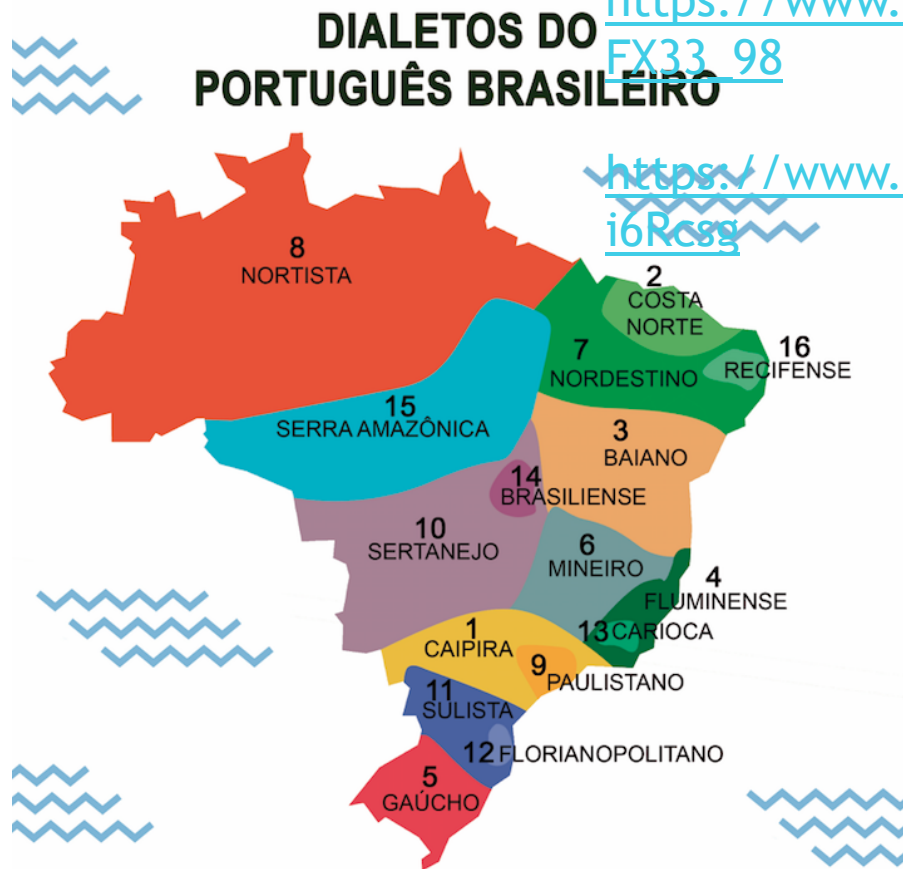 DIALETOS DO
PORTUGUÊS BRASILEIRO
https://www.
FX33_98
https://www.
i6Rcsg
8
NORTISTA
2
COSTA
NORTE
7
NORDESTINO
16
RECIFENSE
15
SERRA AMAZÔNICA
3
BAIANO
14
BRASILIENSE
10
SERTANEJO
6
MINEIRO
4
FLUMINENSE
13 CARIOCA
1
CAIPIRA
9
PAULISTANO
11
SULISTA
12 FLORIANOPOLITANO
5
GAÚCHO